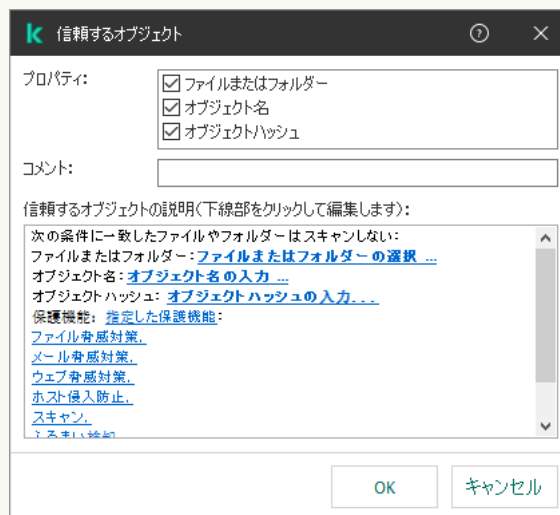 信頼するオブジェクト
プロパティ:
ファイルまたはフォルダー
オブジェクト名
オブジェクトハッシュ
コメント:
信頼するオブジェクトの説明(下線部をクリックして編集します):
次の条件に一致したファイルやフォルダーはスキャンしない:
ファイルまたはフォルダー: ファイルまたはフォルダーの選択 ...
オブジェクト名: オブジェクト名の入力 ...
オブジェクトハッシュ: オブジェクトハッシュの入力...
保護機能: 指定した保護機能:
ファイル脅威対策,
メール脅威対策,
ウェブ脅威対策,
ホスト侵入防止,
スキャン,
OK
キャンセル